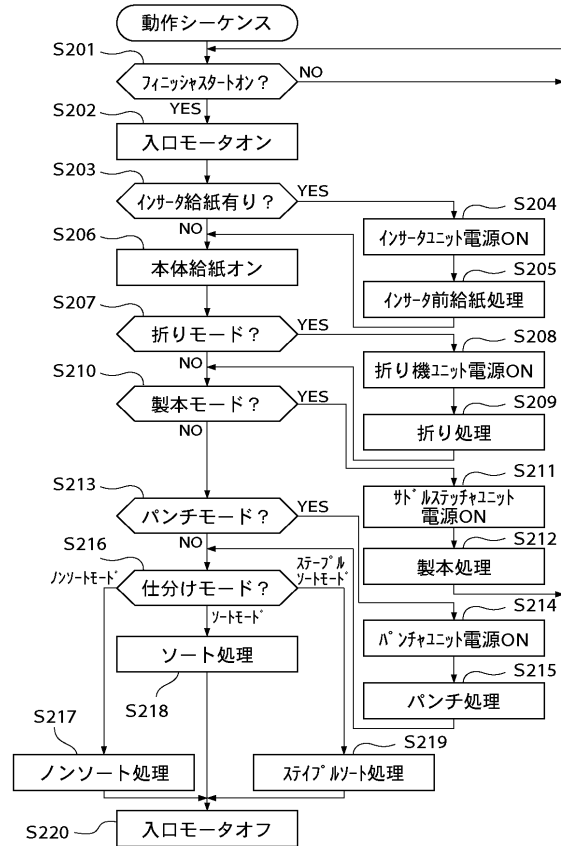 動作シーケンス
S201
フィニッシャスタートオン？
NO
YES
S202
入口モータオン
S203
インサータ給紙有り？
YES
NO
S204
インサータユニット電源ON
S205
インサータ前給紙処理
S206
本体給紙オン
S207
折りモード？
YES
NO
S208
折り機ユニット電源ON
S209
折り処理
S210
製本モード？
YES
NO
S211
サドルステッチャユニット
電源ON
S212
製本処理
S213
パンチモード？
YES
NO
S214
パンチャユニット電源ON
S215
パンチ処理
S216
仕分けモード？
ノンソートモード
ソートモード
ステープル
ソートモード
ソート処理
S218
S217
ノンソート処理
S219
ステイプルソート処理
S220
入口モータオフ